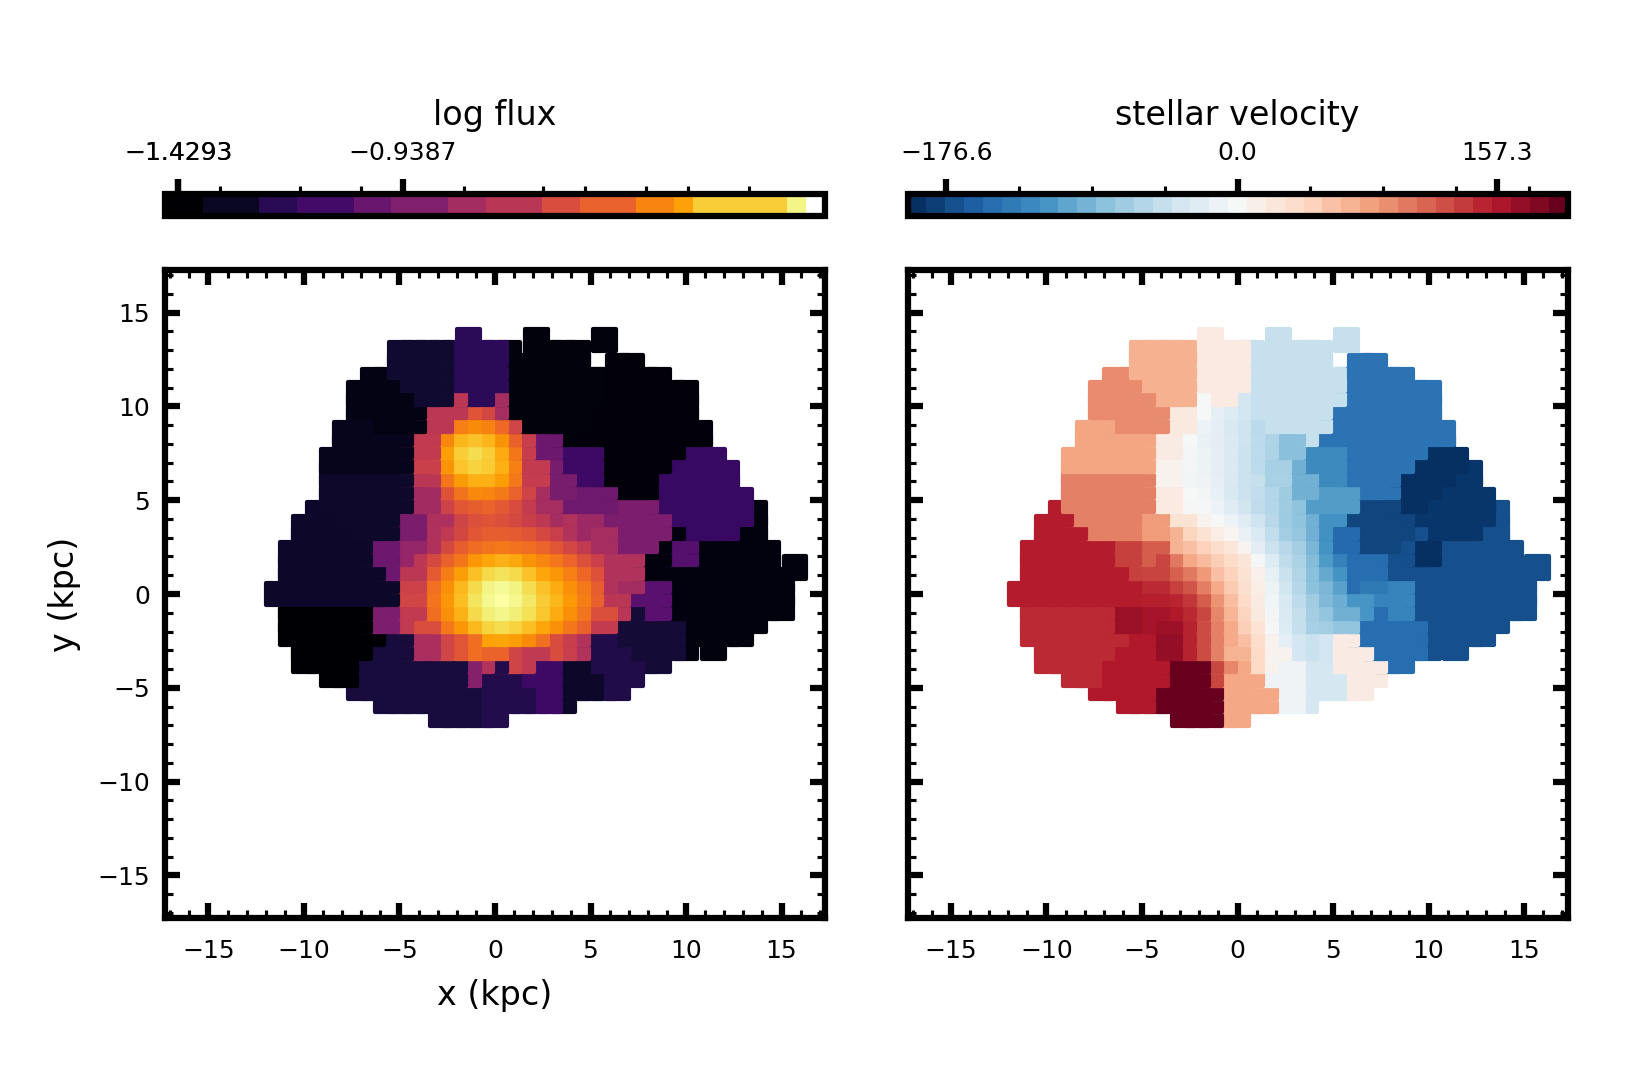 log flux
stellar velocity
−1.4293 −0.9387
−176.6 0.0 157.3
15
10
5
0
−5
−10
−15
y (kpc)
−15 −10 −5 0 5 10 15
−15 −10 −5 0 5 10 15
x (kpc)